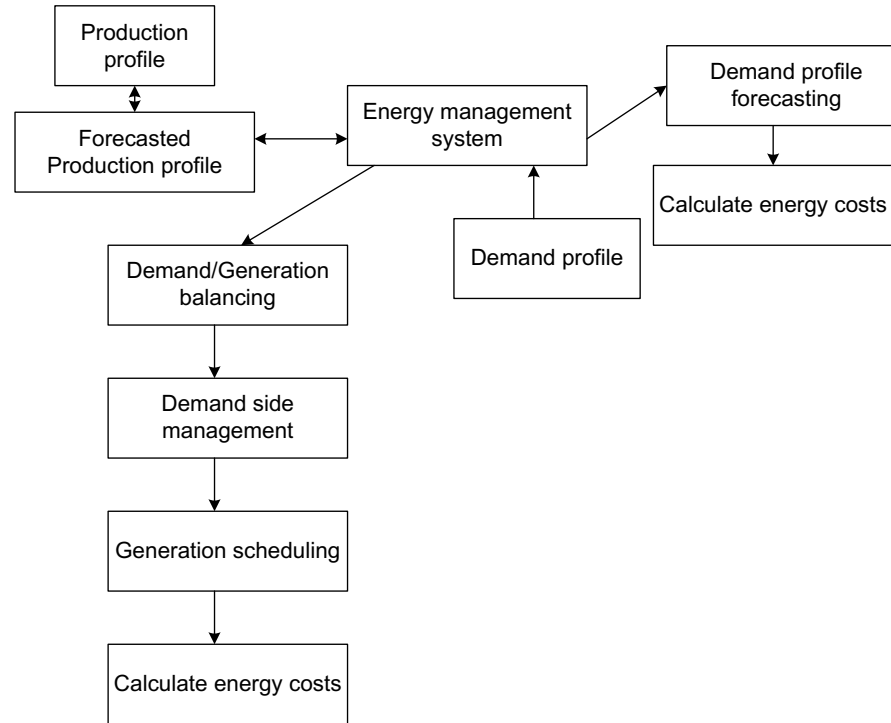 Production
profile
Forecasted
Production profile
Energy management
system
Demand profile
forecasting
Calculate energy costs
Demand profile
Demand/Generation
balancing
Demand side
management
Generation scheduling
Calculate energy costs